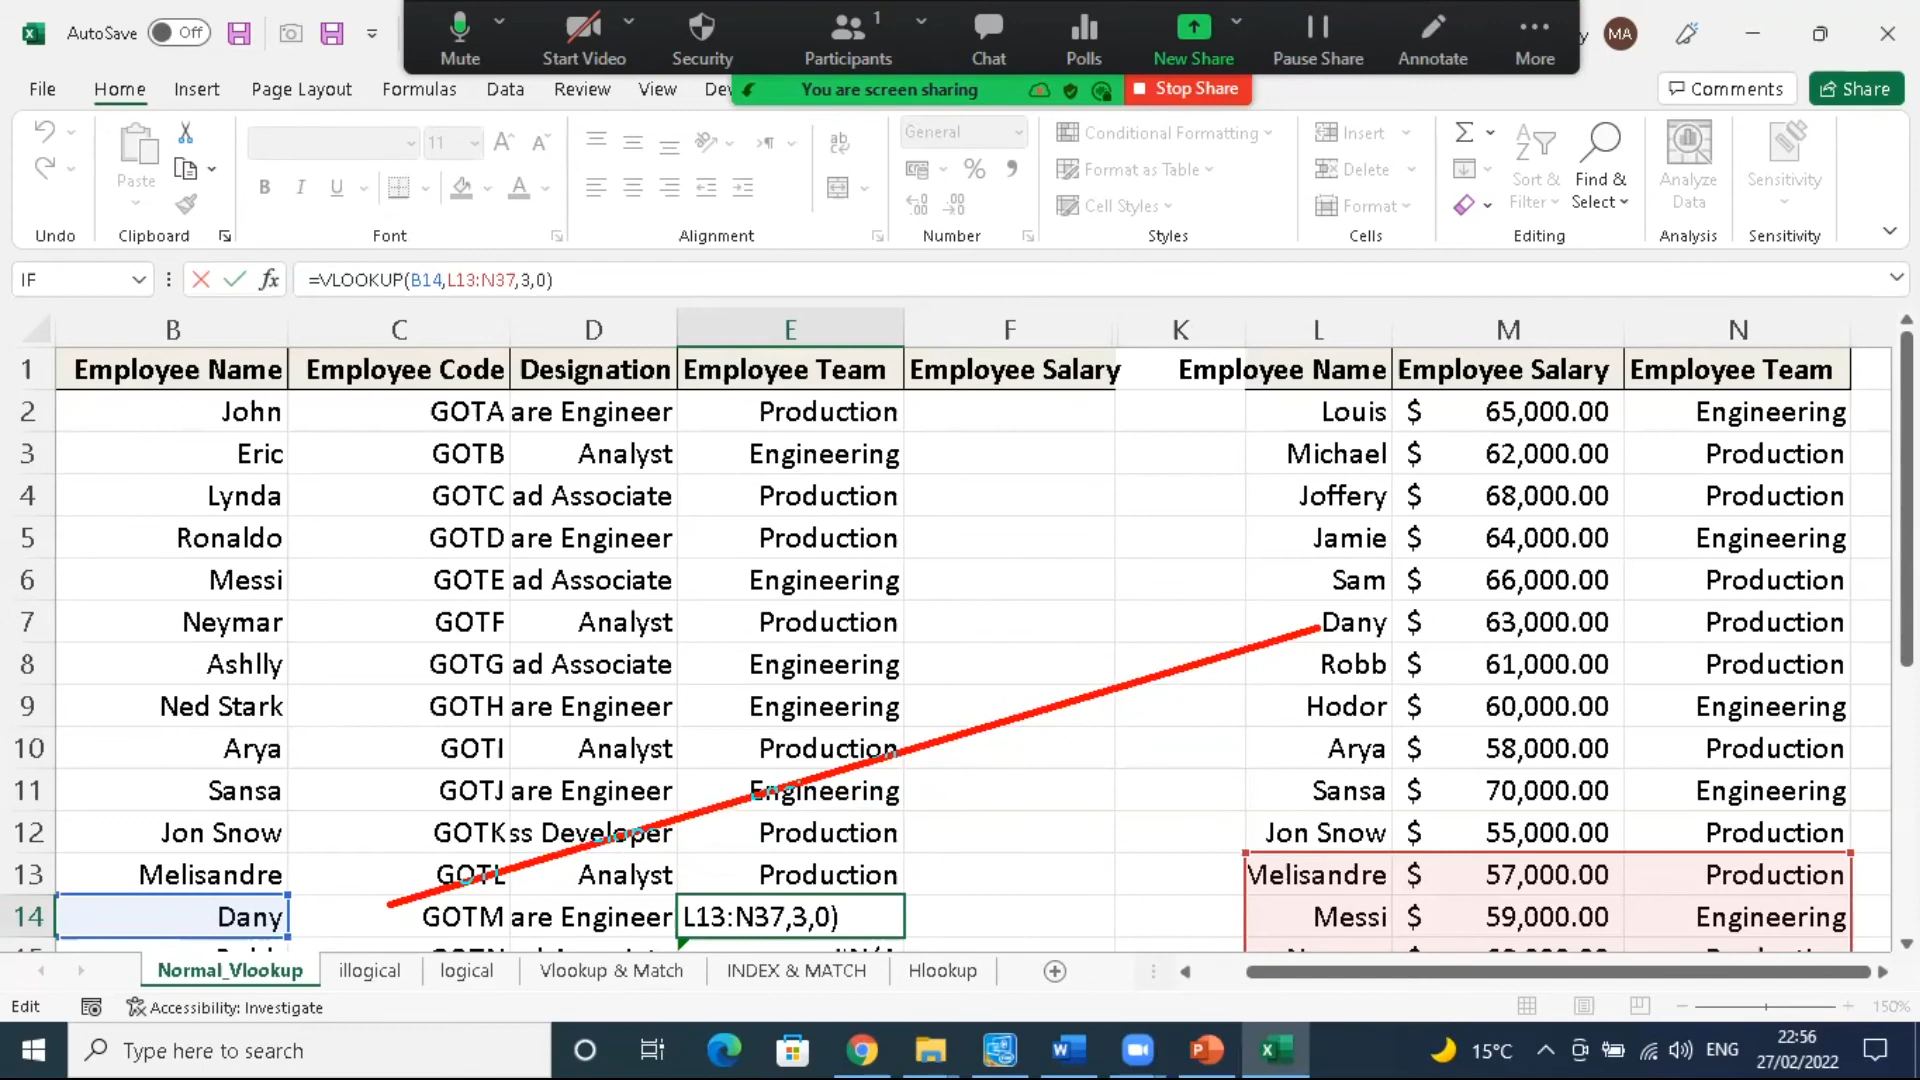 AutoSave Off
Mute
Start Video
Security
1
Participants
Chat
Polls
New Share
Pause Share
Annotate
More
y
MA
You are screen sharing
Stop Share
File Home Insert Page Layout Formulas Data Review View Dev
Comments
Share
Undo
Paste
Clipboard
11
B I U
Font
ab
Alignment
General
Number
Conditional Formatting
Format as Table
Cell Styles
Styles
Insert
Delete
Format
Cells
Sort & Filter
Find & Select
Editing
Analyze Data
Analysis
Sensitivity
Sensitivity
IF
fx
=VLOOKUP(B14,L13:N37,3,0)
B C D E F K L M N
1 Employee Name Employee Code Designation Employee Team Employee Salary Employee Name Employee Salary Employee Team
2 John GOTA are Engineer Production Louis $ 65,000.00 Engineering
3 Eric GOTB Analyst Engineering Michael $ 62,000.00 Production
4 Lynda GOTC ad Associate Production Joffery $ 68,000.00 Production
5 Ronaldo GOTD are Engineer Production Jamie $ 64,000.00 Engineering
6 Messi GOTE ad Associate Engineering Sam $ 66,000.00 Production
7 Neymar GOTF Analyst Production Dany $ 63,000.00 Production
8 Ashlly GOTG ad Associate Engineering Robb $ 61,000.00 Production
9 Ned Stark GOTH are Engineer Engineering Hodor $ 60,000.00 Engineering
10 Arya GOTI Analyst Production Arya $ 58,000.00 Production
11 Sansa GOTJ are Engineer Engineering Sansa $ 70,000.00 Engineering
12 Jon Snow GOTK ss Developer Production Jon Snow $ 55,000.00 Production
13 Melisandre GOTL Analyst Production Melisandre $ 57,000.00 Production
14 Dany GOTM are Engineer L13:N37,3,0) Messi $ 59,000.00 Engineering
Normal_Vlookup illogical logical Vlookup & Match INDEX & MATCH Hlookup
Edit Accessibility: Investigate 150%
Type here to search
15°C
ENG
22:56
27/02/2022